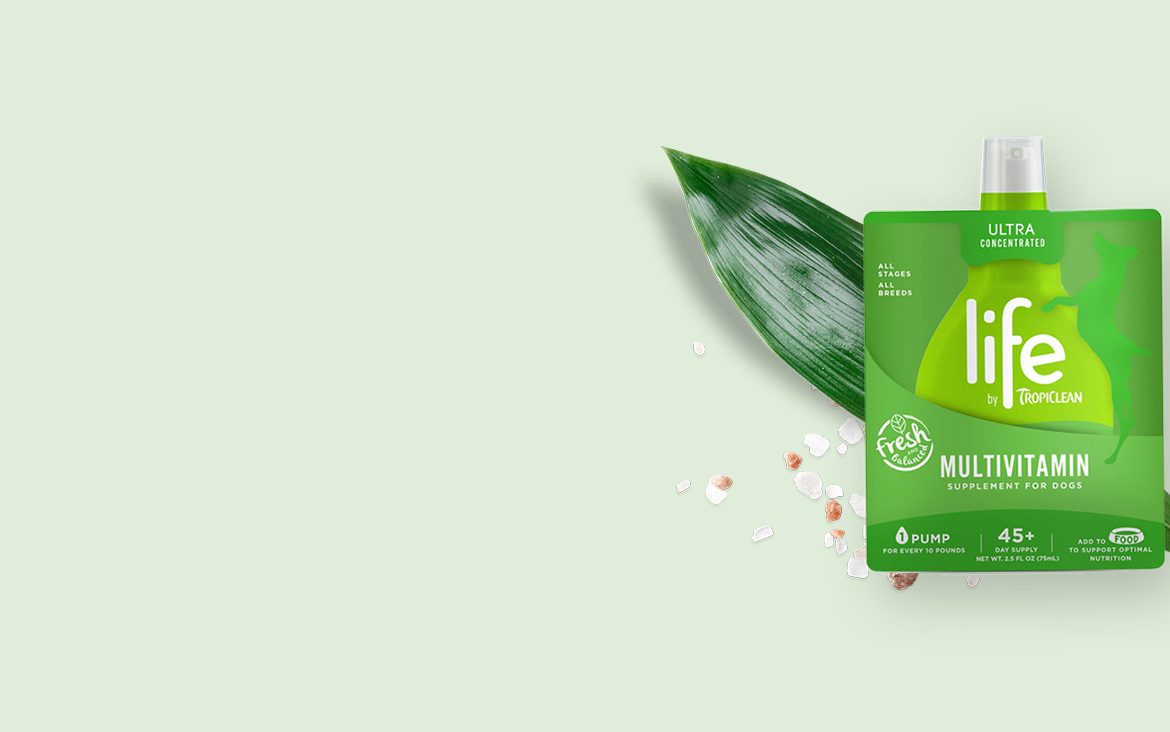 ULTRA
CONCENTRATED
ALL
STAGES
ALL
BREEDS
life
by TROPICLEAN
fresh
AND
balanced
MULTIVITAMIN
SUPPLEMENT FOR DOGS
1 PUMP
FOR EVERY 10 POUNDS
45+
DAY SUPPLY
NET WT. 2.5 FL OZ (75mL)
ADD TO FOOD
TO SUPPORT OPTIMAL
NUTRITION